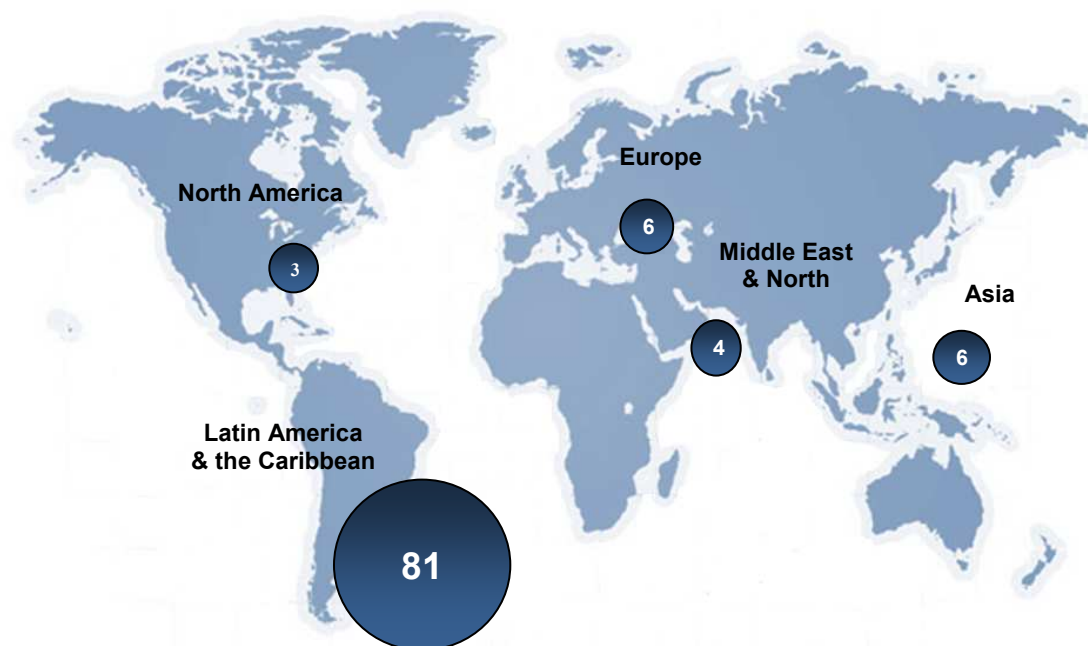 Europe
North America
6
Middle East
& North
3
Asia
4
6
Latin America
& the Caribbean
81